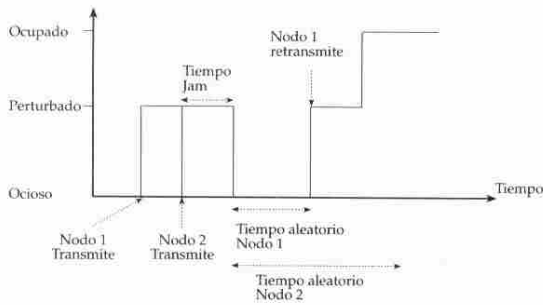 Ocupado
Nodo 1
retransmite
Tiempo
Jam
Perturbado
Ocioso
Tiempo
Nodo 1
Transmite
Nodo 2
Transmite
Tiempo aleatorio
Nodo 1
Tiempo aleatorio
Nodo 2